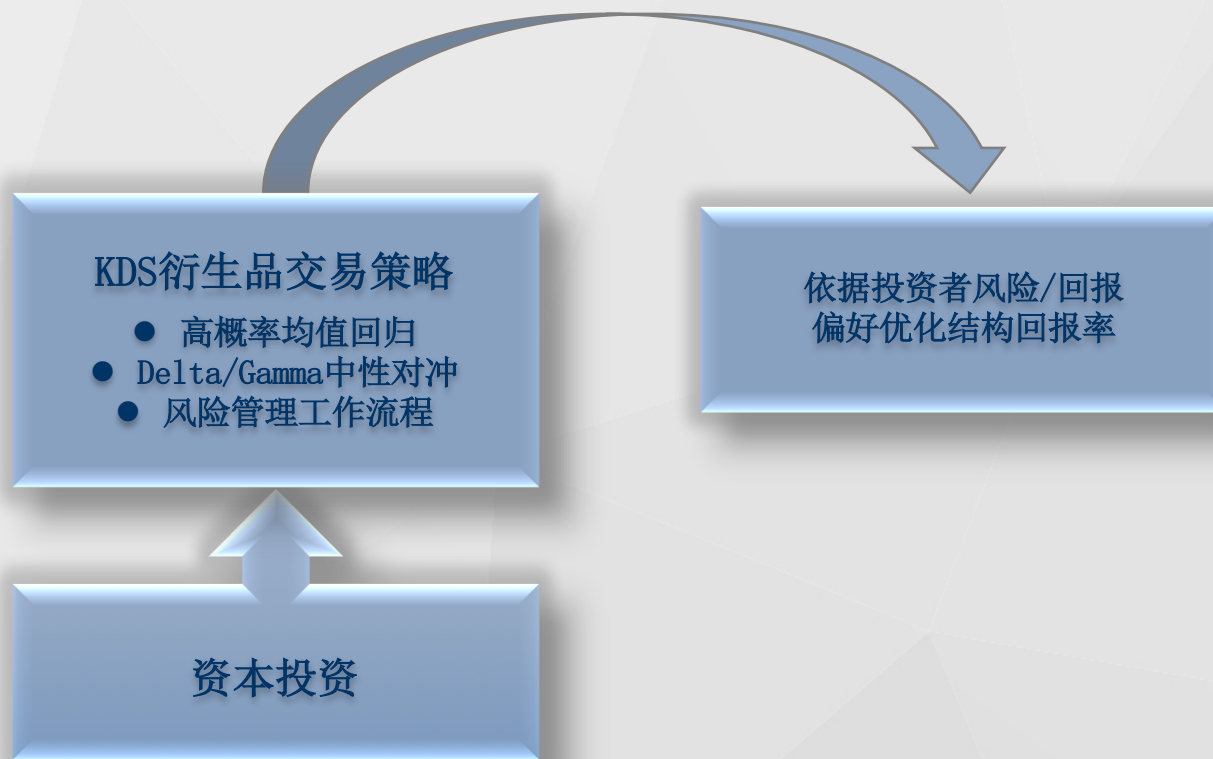 KDS衍生品交易策略
● 高概率均值回归
● Delta/Gamma中性对冲
● 风险管理工作流程
依据投资者风险/回报
偏好优化结构回报率
资本投资